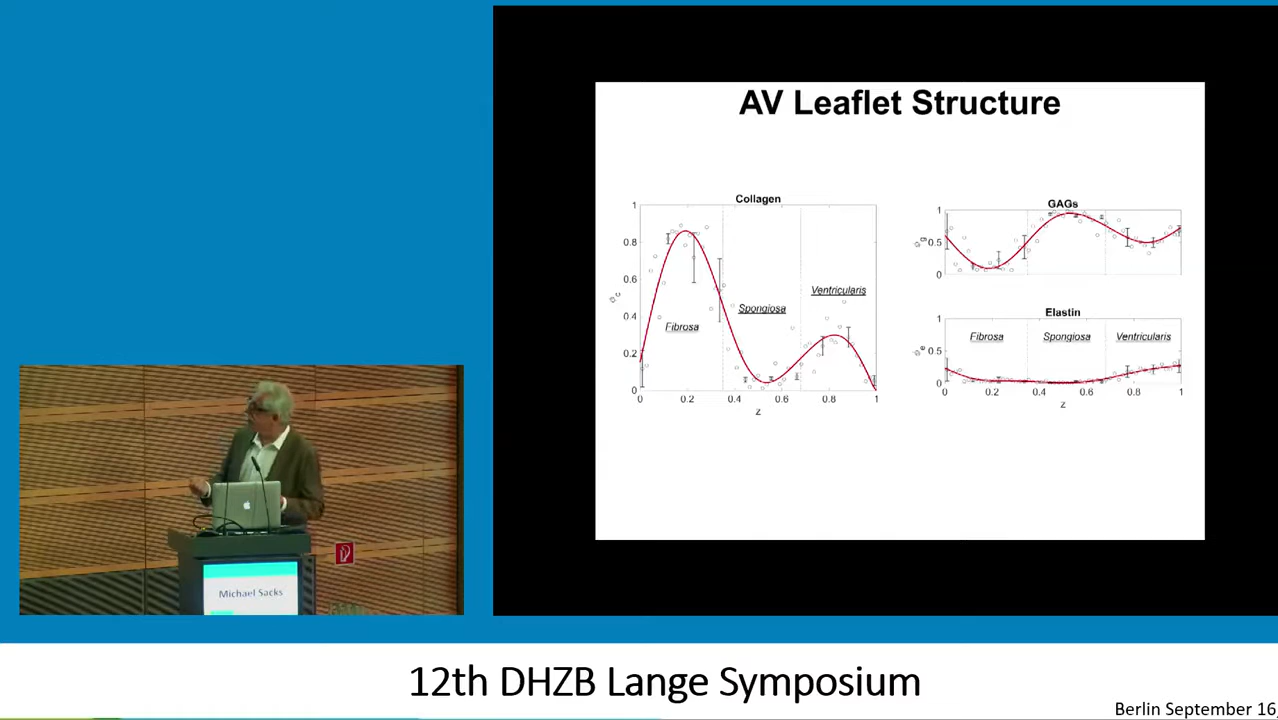 AV Leaflet Structure
Collagen
1
0.8
0.6
0.4
0.2
0
Fibrosa
Spongiosa
Ventricularis
0 0.2 0.4 0.6 0.8 1
z
GAGs
1
0.5
0
Elastin
1
0.5
0
Fibrosa
Spongiosa
Ventricularis
0 0.2 0.4 0.6 0.8 1
z
Michael Sacks
12th DHZB Lange Symposium
Berlin September 16,